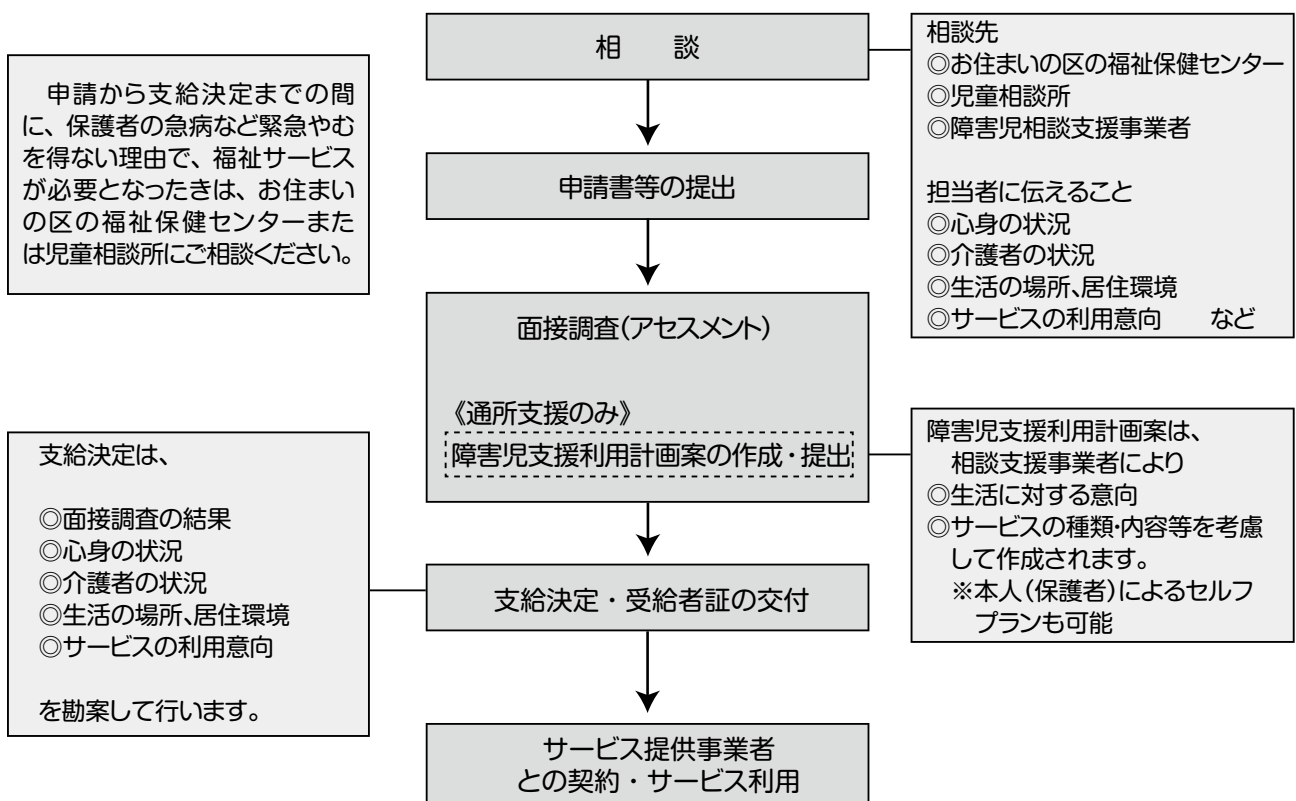 相　談
相談先
◎お住まいの区の福祉保健センター
◎児童相談所
◎障害児相談支援事業者
担当者に伝えること
◎心身の状況
◎介護者の状況
◎生活の場所、居住環境
◎サービスの利用意向　など
申請から支給決定までの間
に、保護者の急病など緊急やむ
を得ない理由で、福祉サービス
が必要となったきは、お住まい
の区の福祉保健センターまた
は児童相談所にご相談ください。
申請書等の提出
面接調査(アセスメント)
《通所支援のみ》
障害児支援利用計画案の作成・提出
障害児支援利用計画案は、
相談支援事業者により
◎生活に対する意向
◎サービスの種類・内容等を考慮
して作成されます。
※本人(保護者)によるセルフ
プランも可能
支給決定は、
◎面接調査の結果
◎心身の状況
◎介護者の状況
◎生活の場所、居住環境
◎サービスの利用意向
を勘案して行います。
支給決定・受給者証の交付
サービス提供事業者
との契約・サービス利用